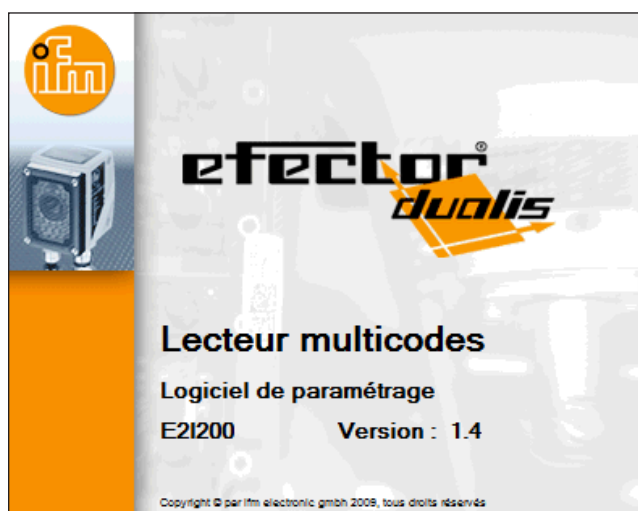 ifm
efector®
dualis
Lecteur multicodes
Logiciel de paramétrage
E2I200 Version : 1.4
Copyright © par ifm electronic gmbh 2009, tous droits réservés